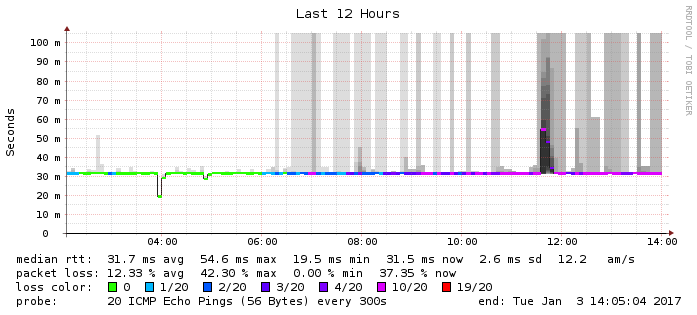 Last 12 Hours
RRDTOOL / TOBI OETIKER
Seconds
100 m
90 m
80 m
70 m
60 m
50 m
40 m
30 m
20 m
10 m
0
04:00 06:00 08:00 10:00 12:00 14:00
median rtt: 31.7 ms avg 54.6 ms max 19.5 ms min 31.5 ms now 2.6 ms sd 12.2 am/s
packet loss: 12.33 % avg 42.30 % max 0.00 % min 37.35 % now
loss color: 0 1/20 2/20 3/20 4/20 10/20 19/20
probe: 20 ICMP Echo Pings (56 Bytes) every 300s end: Tue Jan 3 14:05:04 2017